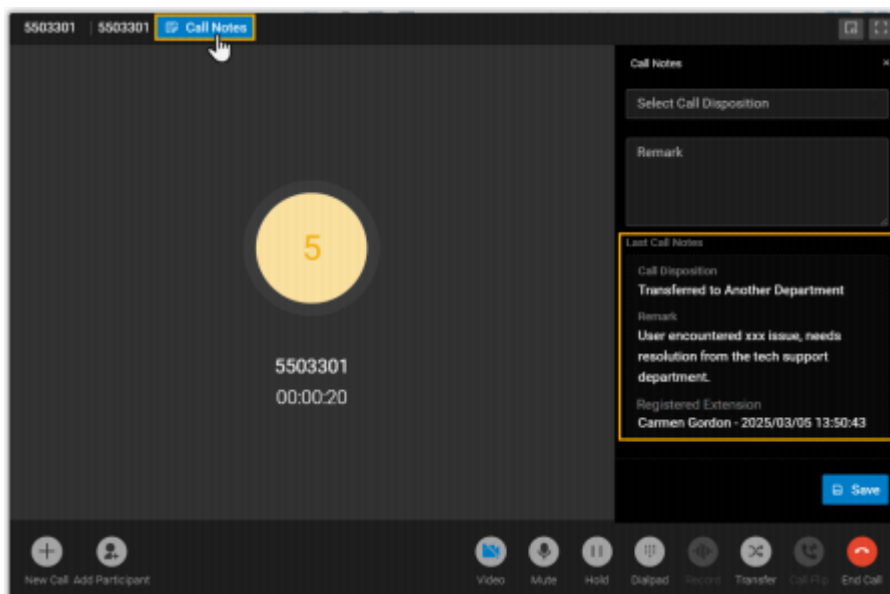 5503301 | 5503301 Call Notes
Call Notes ×
Select Call Disposition
Remark
5
5503301
00:00:20
Last Call Notes
Call Disposition
Transferred to Another Department
Remark
User encountered xxx issue, needs
resolution from the tech support
department.
Registered Extension
Carmen Gordon - 2025/03/05 13:50:43
Save
New Call Add Participant Video Mute Hold Dialpad Record Transfer Call Flip End Call